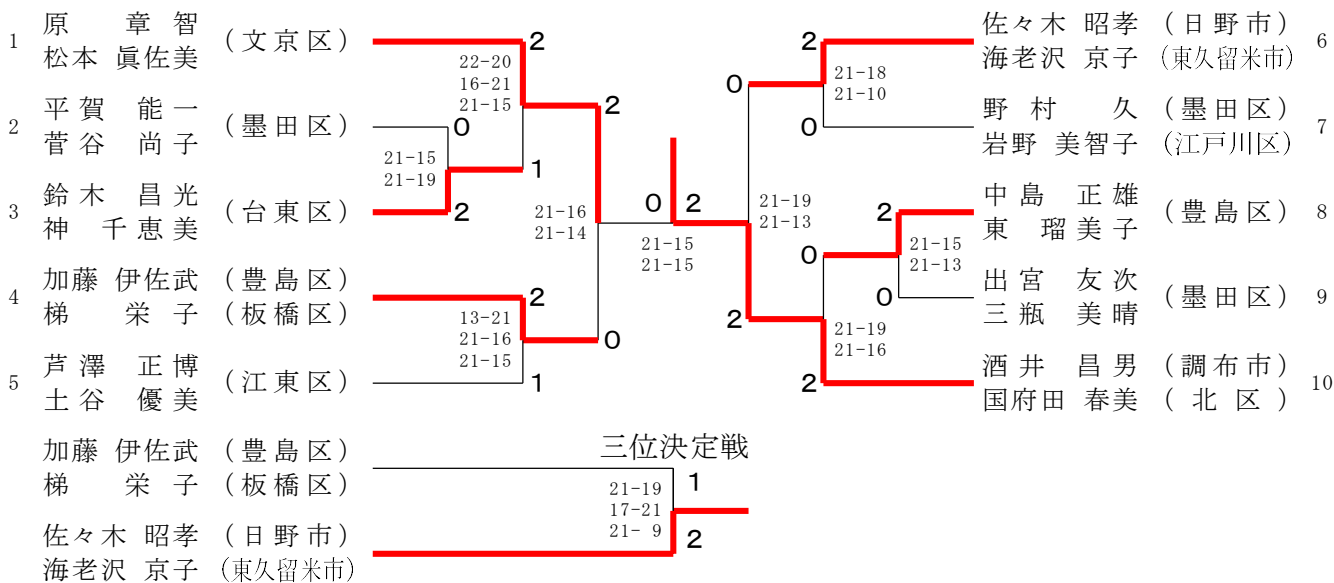 1 原 章智 (文京区)
松本 眞佐美
2
22-20
16-21
21-15
2 平賀 能一 (墨田区)
菅谷 尚子
0
21-15
21-19
2
1
3 鈴木 昌光 (台東区)
神 千恵美
2
21-16
21-14
4 加藤 伊佐武 (豊島区)
梯 栄子 (板橋区)
2
13-21
21-16
21-15
0
5 芦澤 正博 (江東区)
土谷 優美
1
0 2
21-15
21-15
佐々木 昭孝 (日野市) 6
海老沢 京子 (東久留米市)
2
0
21-18
21-10
野村 久 (墨田区) 7
岩野 美智子 (江戸川区)
0
21-19
21-13
中島 正雄 (豊島区) 8
東 瑠美子
2
0
21-15
21-13
出宮 友次 (墨田区) 9
三瓶 美晴
0
2
21-19
21-16
酒井 昌男 (調布市) 10
国府田 春美 (北区)
2
三位決定戦
加藤 伊佐武 (豊島区)
梯 栄子 (板橋区)
1
21-19
17-21
21- 9
2
佐々木 昭孝 (日野市)
海老沢 京子 (東久留米市)